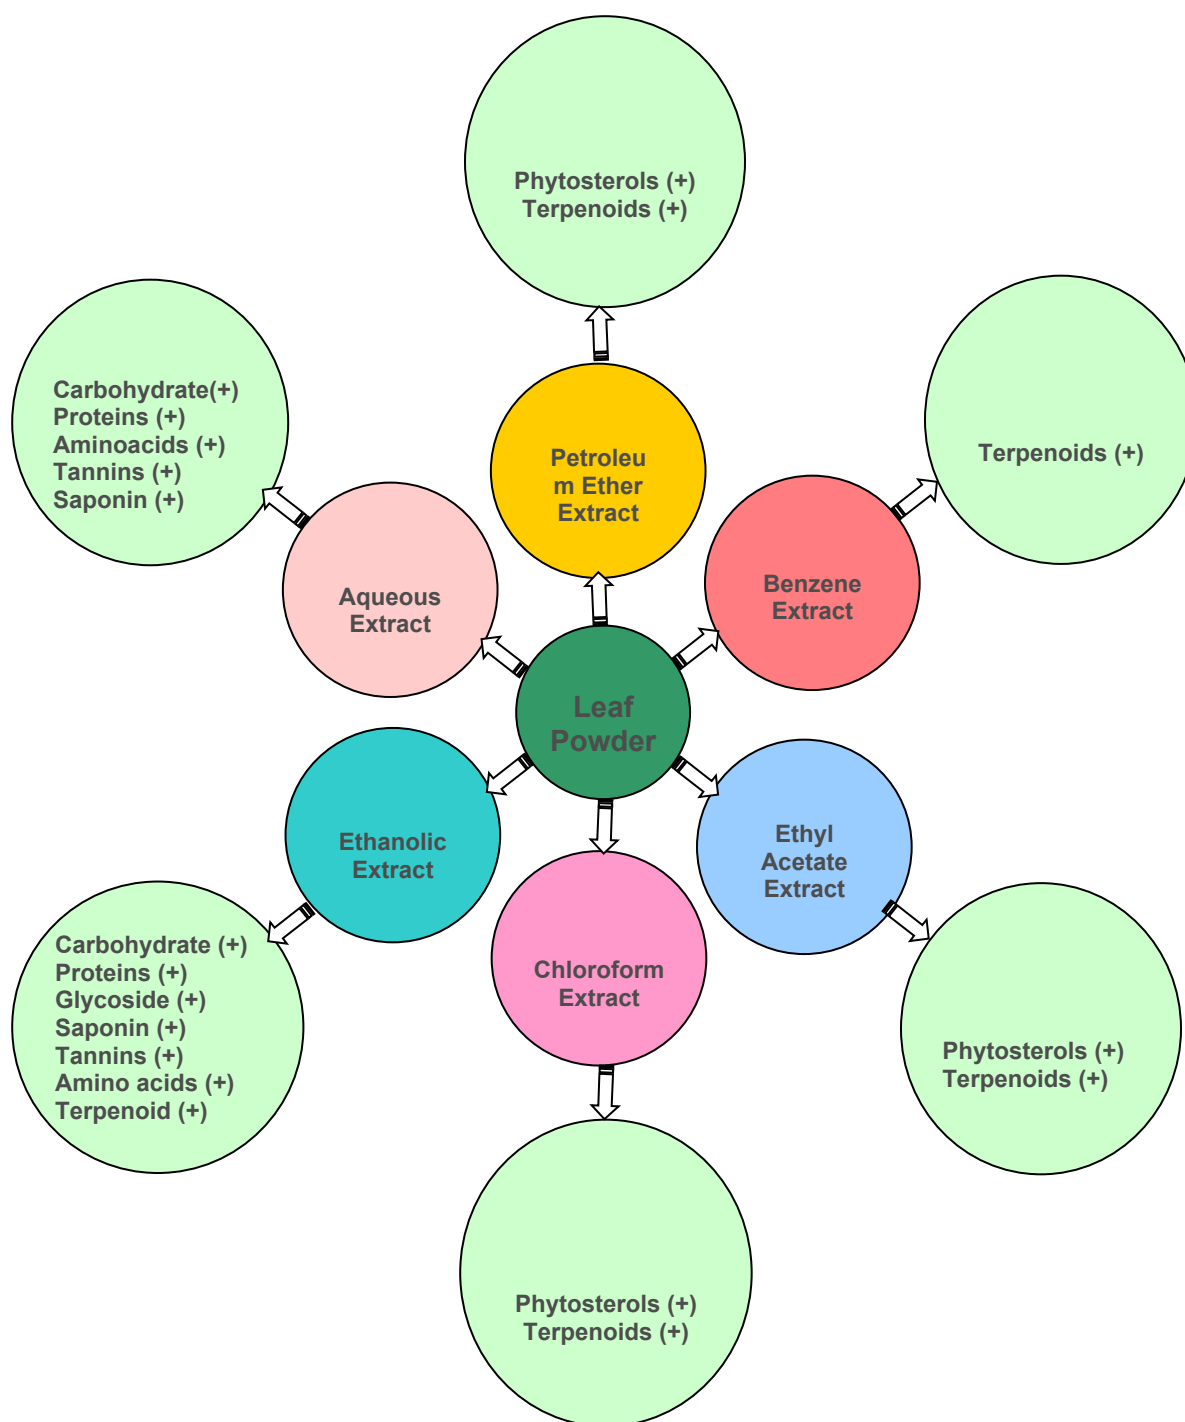 Phytosterols (+)
Terpenoids (+)
Carbohydrate(+)
Proteins (+)
Aminoacids (+)
Tannins (+)
Saponin (+)
Petroleu
m Ether
Extract
Terpenoids (+)
Aqueous
Extract
Benzene
Extract
Leaf
Powder
Ethanolic
Extract
Ethyl
Acetate
Extract
Chloroform
Extract
Carbohydrate (+)
Proteins (+)
Glycoside (+)
Saponin (+)
Tannins (+)
Amino acids (+)
Terpenoid (+)
Phytosterols (+)
Terpenoids (+)
Phytosterols (+)
Terpenoids (+)